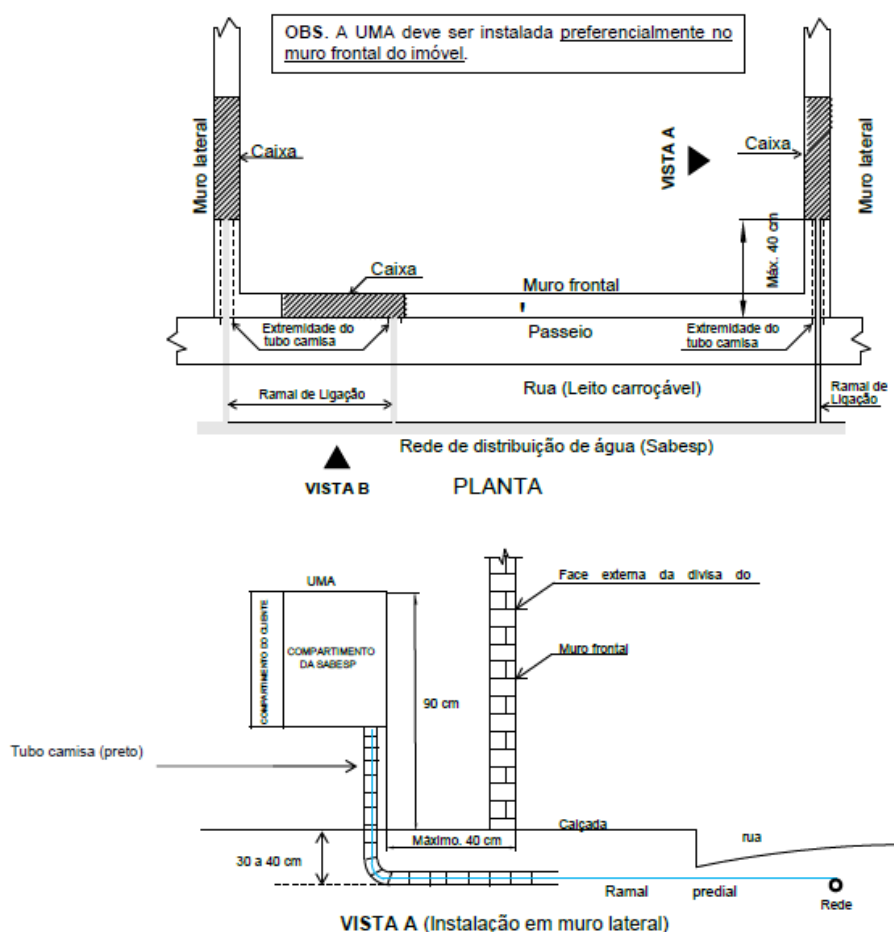 OBS. A UMA deve ser instalada preferencialmente no
muro frontal do imóvel.
Muro lateral
Caixa
VISTA A
Caixa
Muro lateral
Máx. 40 cm
Caixa
Muro frontal
Extremidade do
tubo camisa
Passeio
Extremidade do
tubo camisa
Ramal de Ligação
Rua (Leito carroçável)
Ramal de
Ligação
Rede de distribuição de água (Sabesp)
VISTA B
PLANTA
UMA
Face externa da divisa do
COMPARTIMENTO DO CLIENTE
COMPARTIMENTO
DA SABESP
Muro frontal
90 cm
Tubo camisa (preto)
Calçada
Máximo. 40 cm
rua
30 a 40 cm
Ramal predial
Rede
VISTA A (Instalação em muro lateral)